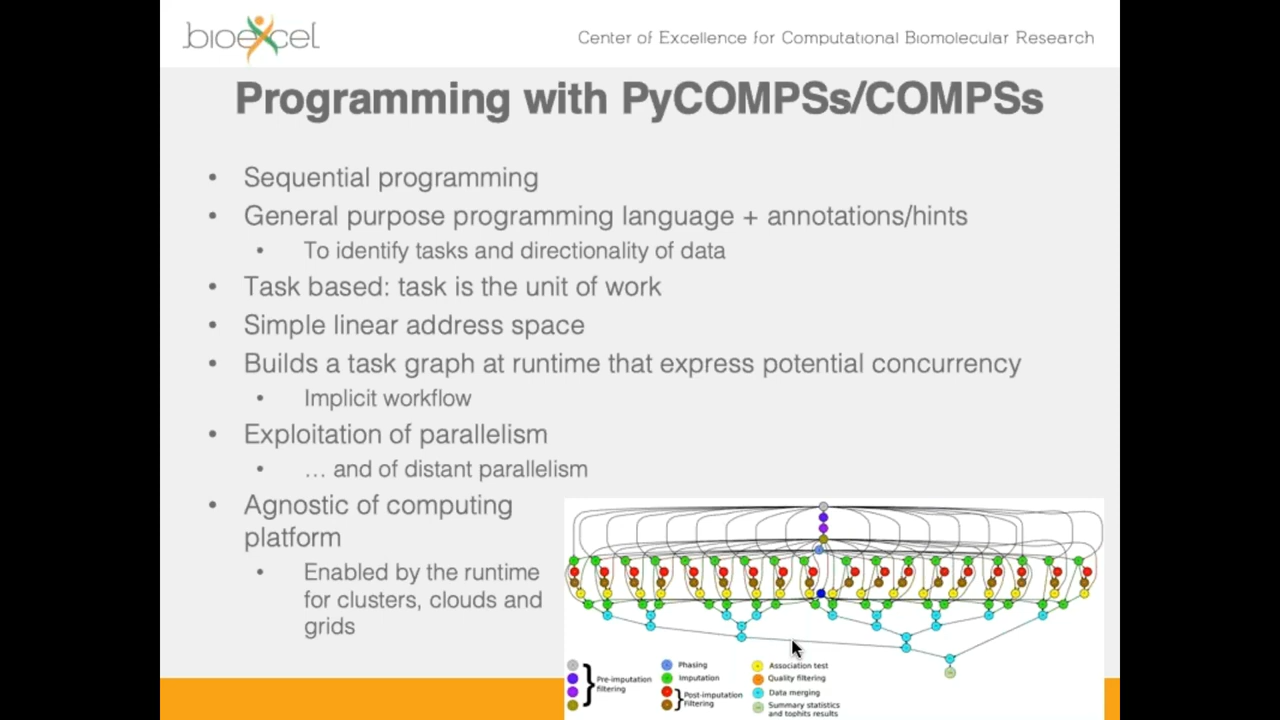 bioexcel
Center of Excellence for Computational Biomolecular Research
Programming with PyCOMPSs/COMPSs
• Sequential programming
• General purpose programming language + annotations/hints
• To identify tasks and directionality of data
• Task based: task is the unit of work
• Simple linear address space
• Builds a task graph at runtime that express potential concurrency
• Implicit workflow
• Exploitation of parallelism
• … and of distant parallelism
• Agnostic of computing
platform
• Enabled by the runtime
for clusters, clouds and
grids
Pre-imputation
filtering
Phasing
Imputation
Post-imputation
filtering
Association test
Quality filtering
Data merging
Summary statistics
and tophits results